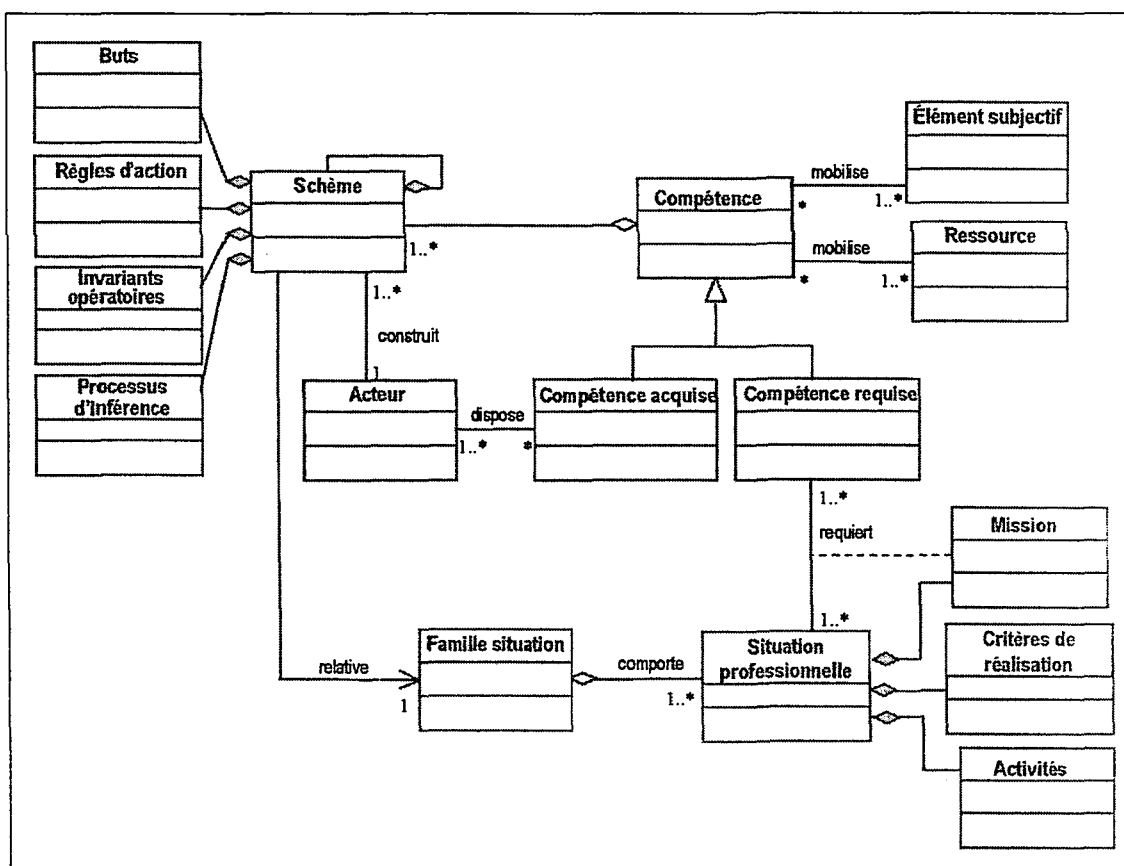 Buts
Élément subjectif
Règles d'action
Schème
mobilise
Compétence
*
1..*
1..*
Ressource
mobilise
*
1..*
Invariants
opératoires
1..*
construit
1
Processus
d'Inférence
Acteur
dispose
1..*
*
Compétence acquise
Compétence requise
1..*
requiert
Mission
1..*
Famille situation
comporte
Situation
professionnelle
Critères de
réalisation
relative
1
1..*
Activités